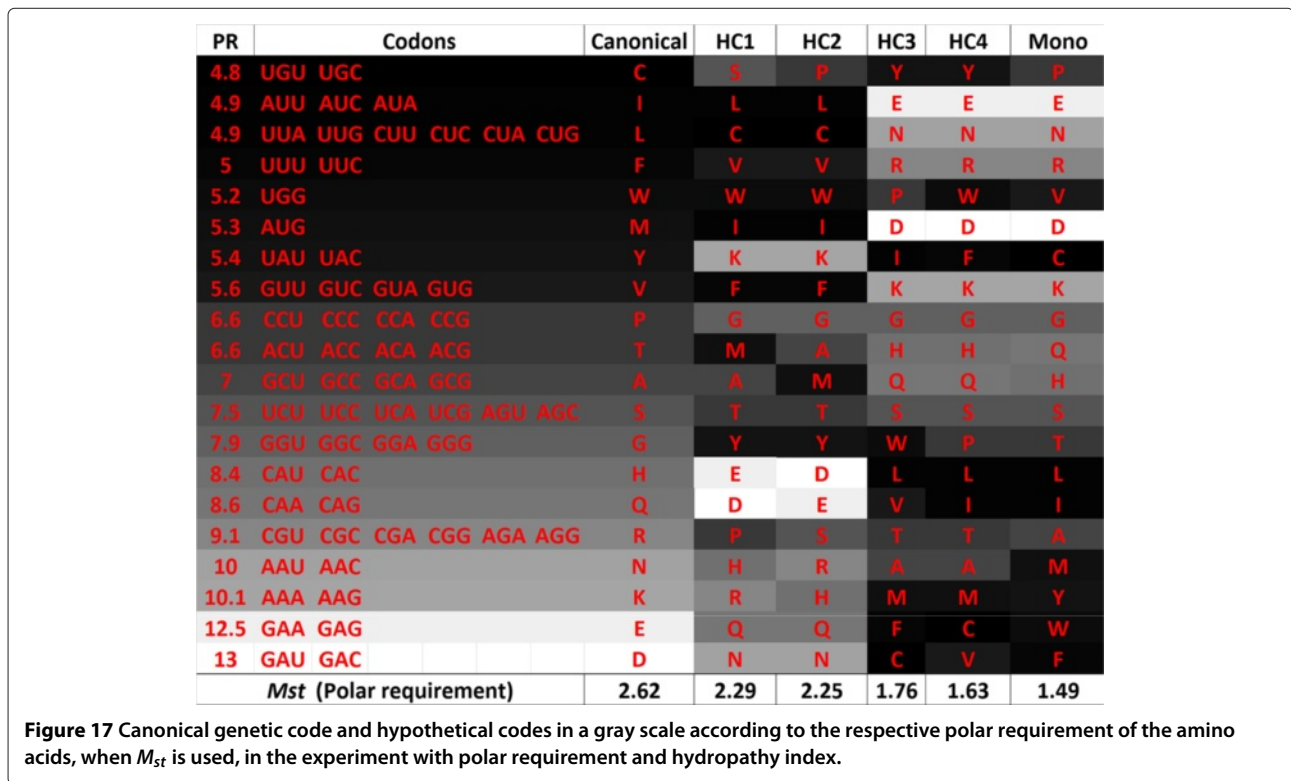 PR Codons Canonical HC1 HC2 HC3 HC4 Mono
4.8 UGU UGC C S P Y Y P
4.9 AUU AUC AUA I L L E E E
4.9 UUA UUG CUU CUC CUA CUG L C C N N N
5 UUU UUC F V V R R R
5.2 UGG W W W P W V
5.3 AUG M I I D D D
5.4 UAU UAC Y K K I F C
5.6 GUU GUC GUA GUG V F F K K K
6.6 CCU CCC CCA CCG P G G G G G
6.6 ACU ACC ACA ACG T M A H H Q
7 GCU GCC GCA GCG A A M Q Q H
7.5 UCU UCC UCA UCG AGU AGC S T T S S S
7.9 GGU GGC GGA GGG G Y Y W P T
8.4 CAU CAC H E D L L L
8.6 CAA CAG Q D E V I I
9.1 CGU CGC CGA CGG AGA AGG R P S T T A
10 AAU AAC N H R A A M
10.1 AAA AAG K R H M M Y
12.5 GAA GAG E Q Q F C W
13 GAU GAC D N N C V F
Mst (Polar requirement) 2.62 2.29 2.25 1.76 1.63 1.49
Figure 17 Canonical genetic code and hypothetical codes in a gray scale according to the respective polar requirement of the amino
acids, when Mst is used, in the experiment with polar requirement and hydropathy index.